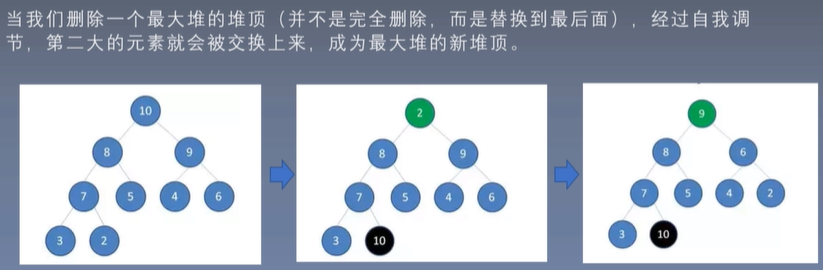 当我们删除一个最大堆的堆顶（并不是完全删除，而是替换到最后面），经过自我调
节，第二大的元素就会被交换上来，成为最大堆的新堆顶。
10
8 9
7 5 4 6
3 2
2
8 9
7 5 4 6
3 10
9
8 6
7 5 4 2
3 10